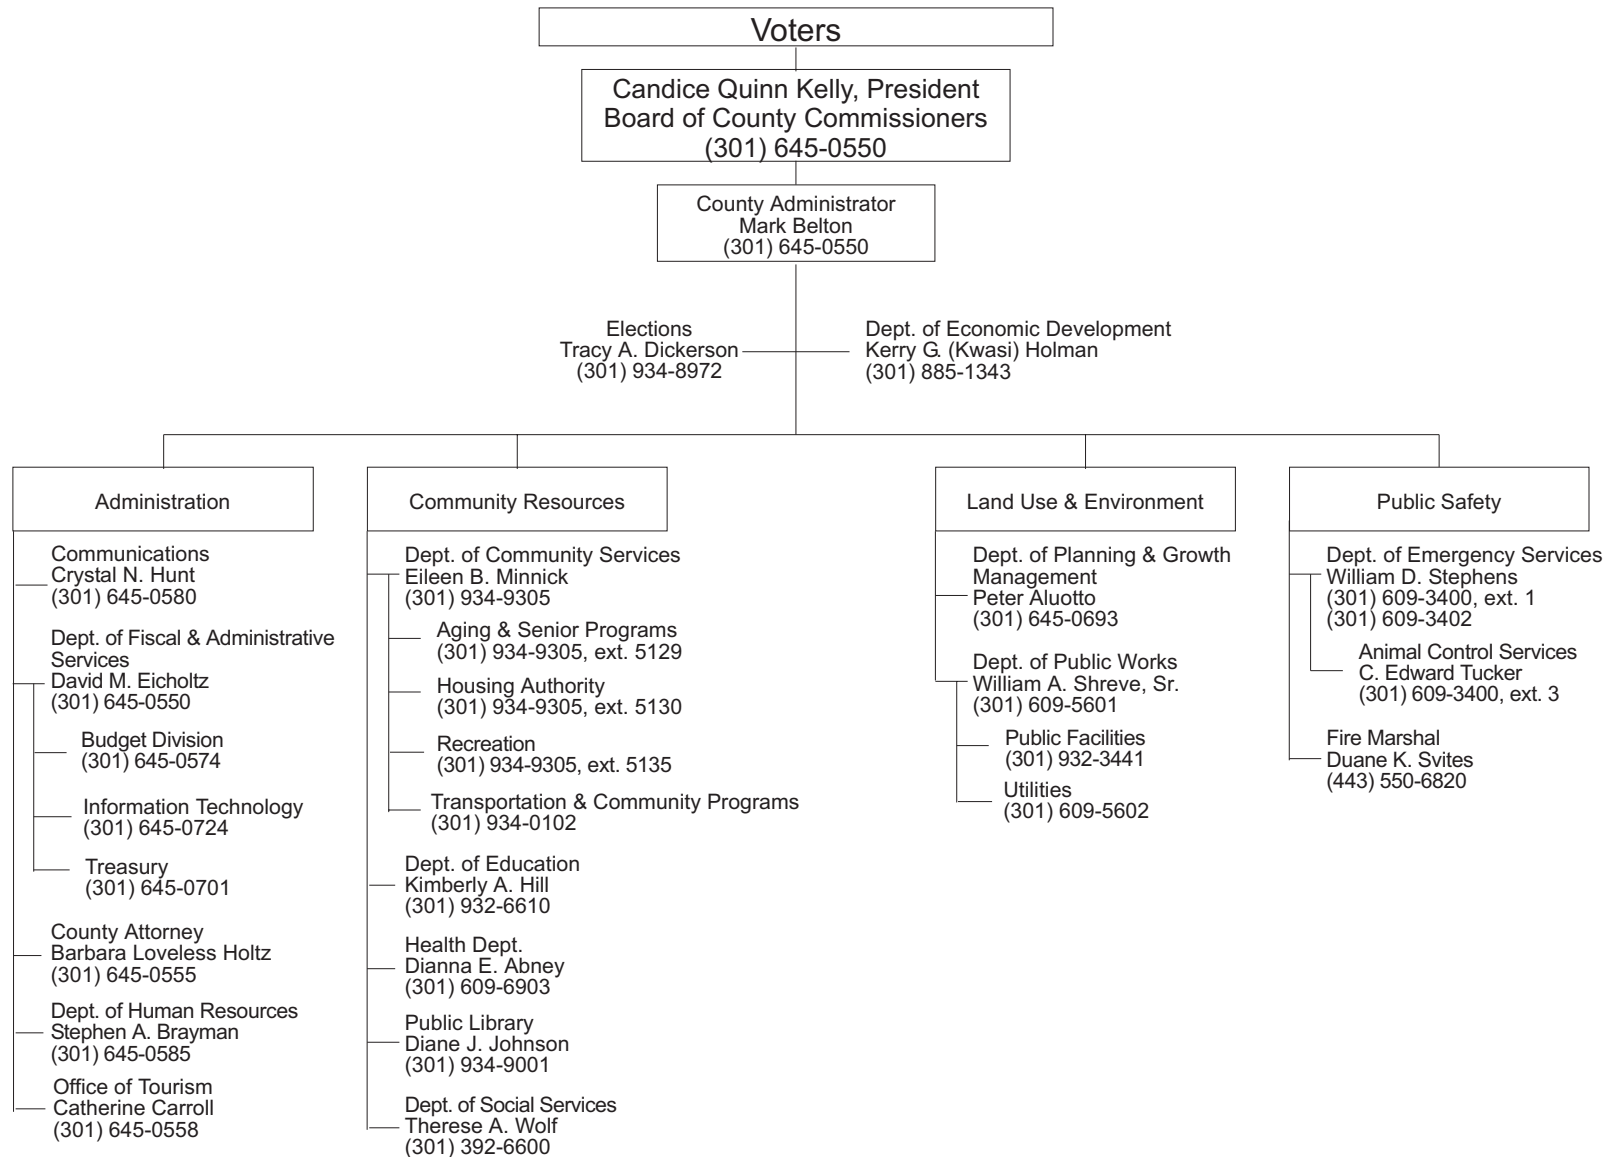 Voters
Candice Quinn Kelly, President
Board of County Commissioners
(301) 645-0550
County Administrator
Mark Belton
(301) 645-0550
Elections
Tracy A. Dickerson
(301) 934-8972
Dept. of Economic Development
Kerry G. (Kwasi) Holman
(301) 885-1343
Administration
Communications
Crystal N. Hunt
(301) 645-0580
Dept. of Fiscal & Administrative
Services
David M. Eicholtz
(301) 645-0550
Budget Division
(301) 645-0574
Information Technology
(301) 645-0724
Treasury
(301) 645-0701
County Attorney
Barbara Loveless Holtz
(301) 645-0555
Dept. of Human Resources
Stephen A. Brayman
(301) 645-0585
Office of Tourism
Catherine Carroll
(301) 645-0558
Community Resources
Dept. of Community Services
Eileen B. Minnick
(301) 934-9305
Aging & Senior Programs
(301) 934-9305, ext. 5129
Housing Authority
(301) 934-9305, ext. 5130
Recreation
(301) 934-9305, ext. 5135
Transportation & Community Programs
(301) 934-0102
Dept. of Education
Kimberly A. Hill
(301) 932-6610
Health Dept.
Dianna E. Abney
(301) 609-6903
Public Library
Diane J. Johnson
(301) 934-9001
Dept. of Social Services
Therese A. Wolf
(301) 392-6600
Land Use & Environment
Dept. of Planning & Growth
Management
Peter Aluotto
(301) 645-0693
Dept. of Public Works
William A. Shreve, Sr.
(301) 609-5601
Public Facilities
(301) 932-3441
Utilities
(301) 609-5602
Public Safety
Dept. of Emergency Services
William D. Stephens
(301) 609-3400, ext. 1
(301) 609-3402
Animal Control Services
C. Edward Tucker
(301) 609-3400, ext. 3
Fire Marshal
Duane K. Svites
(443) 550-6820